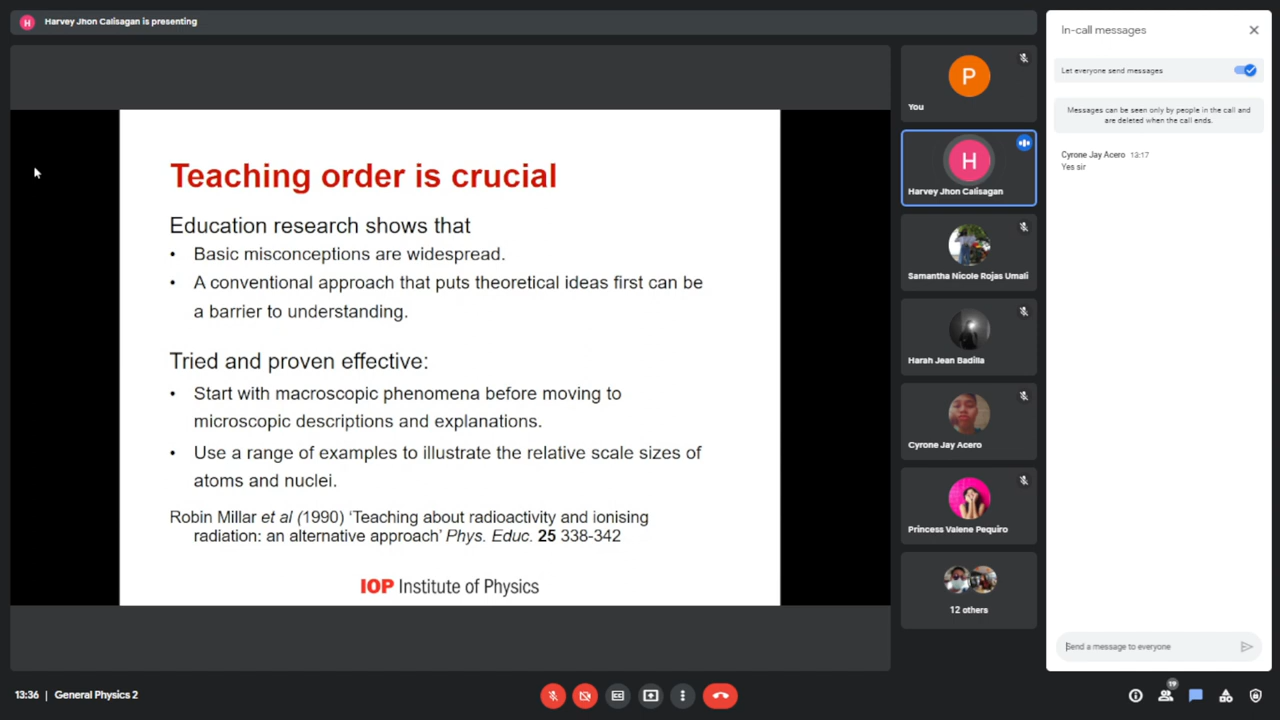 H Harvey Jhon Calisagan is presenting
Teaching order is crucial
Education research shows that
• Basic misconceptions are widespread.
• A conventional approach that puts theoretical ideas first can be
a barrier to understanding.
Tried and proven effective:
• Start with macroscopic phenomena before moving to
microscopic descriptions and explanations.
• Use a range of examples to illustrate the relative scale sizes of
atoms and nuclei.
Robin Millar et al (1990) ‘Teaching about radioactivity and ionising
radiation: an alternative approach’ Phys. Educ. 25 338-342
IOP Institute of Physics
P
You
H
Harvey Jhon Calisagan
Samantha Nicole Rojas Umali
Harah Jean Badilla
Cyrone Jay Acero
Princess Valene Pequiro
12 others
In-call messages
Let everyone send messages
Messages can be seen only by people in the call and
are deleted when the call ends.
Cyrone Jay Acero 13:17
Yes sir
Send a message to everyone
13:36 | General Physics 2
19